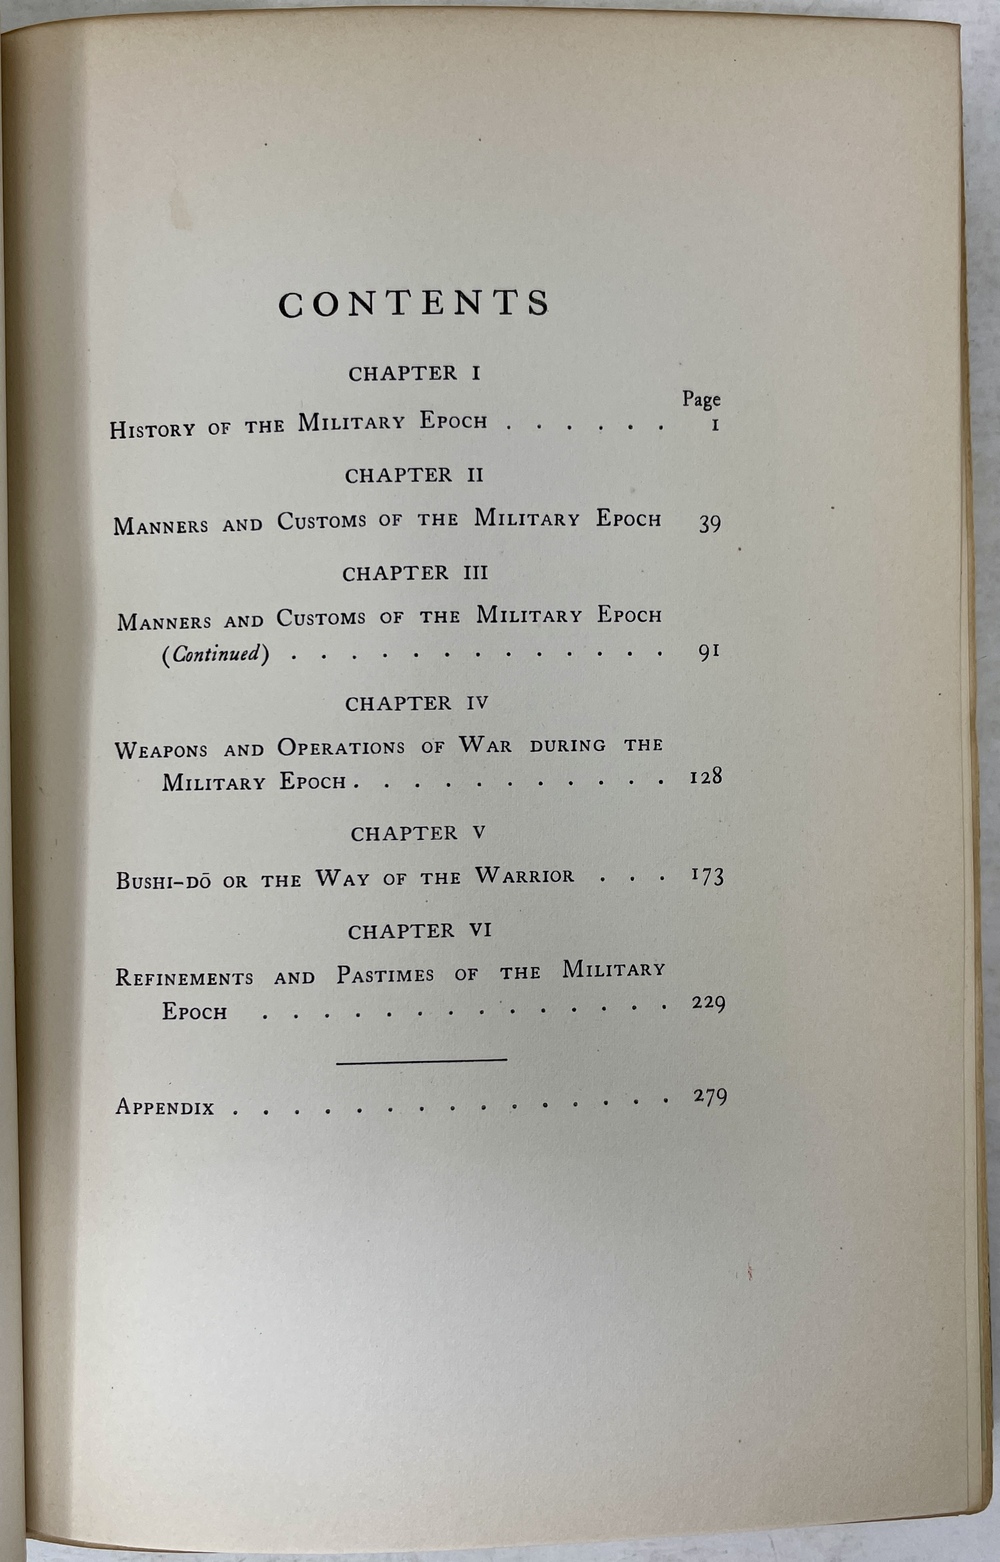 CONTENTS
CHAPTER I
Page
History of the Military Epoch . . . . . . 1
CHAPTER II
Manners and Customs of the Military Epoch 39
CHAPTER III
Manners and Customs of the Military Epoch
(Continued) . . . . . . . . . . . . . 91
CHAPTER IV
Weapons and Operations of War during the
Military Epoch . . . . . . . . . . . 128
CHAPTER V
Bushi-dō or the Way of the Warrior . . . 173
CHAPTER VI
Refinements and Pastimes of the Military
Epoch . . . . . . . . . . . . . . 229
Appendix . . . . . . . . . . . . . . . 279